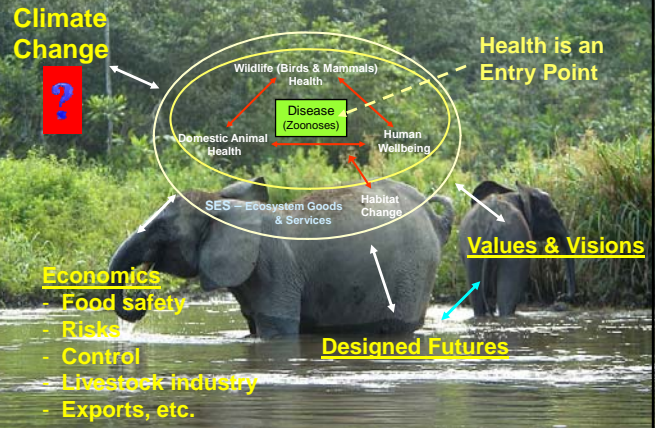 Climate
Change
?
Health is an
Entry Point
Wildlife (Birds & Mammals)
Health
Disease
(Zoonoses)
Domestic Animal
Health
Human
Wellbeing
SES – Ecosystem Goods
& Services
Habitat
Change
Values & Visions
Economics
- Food safety
- Risks
- Control
- Livestock industry
- Exports, etc.
Designed Futures